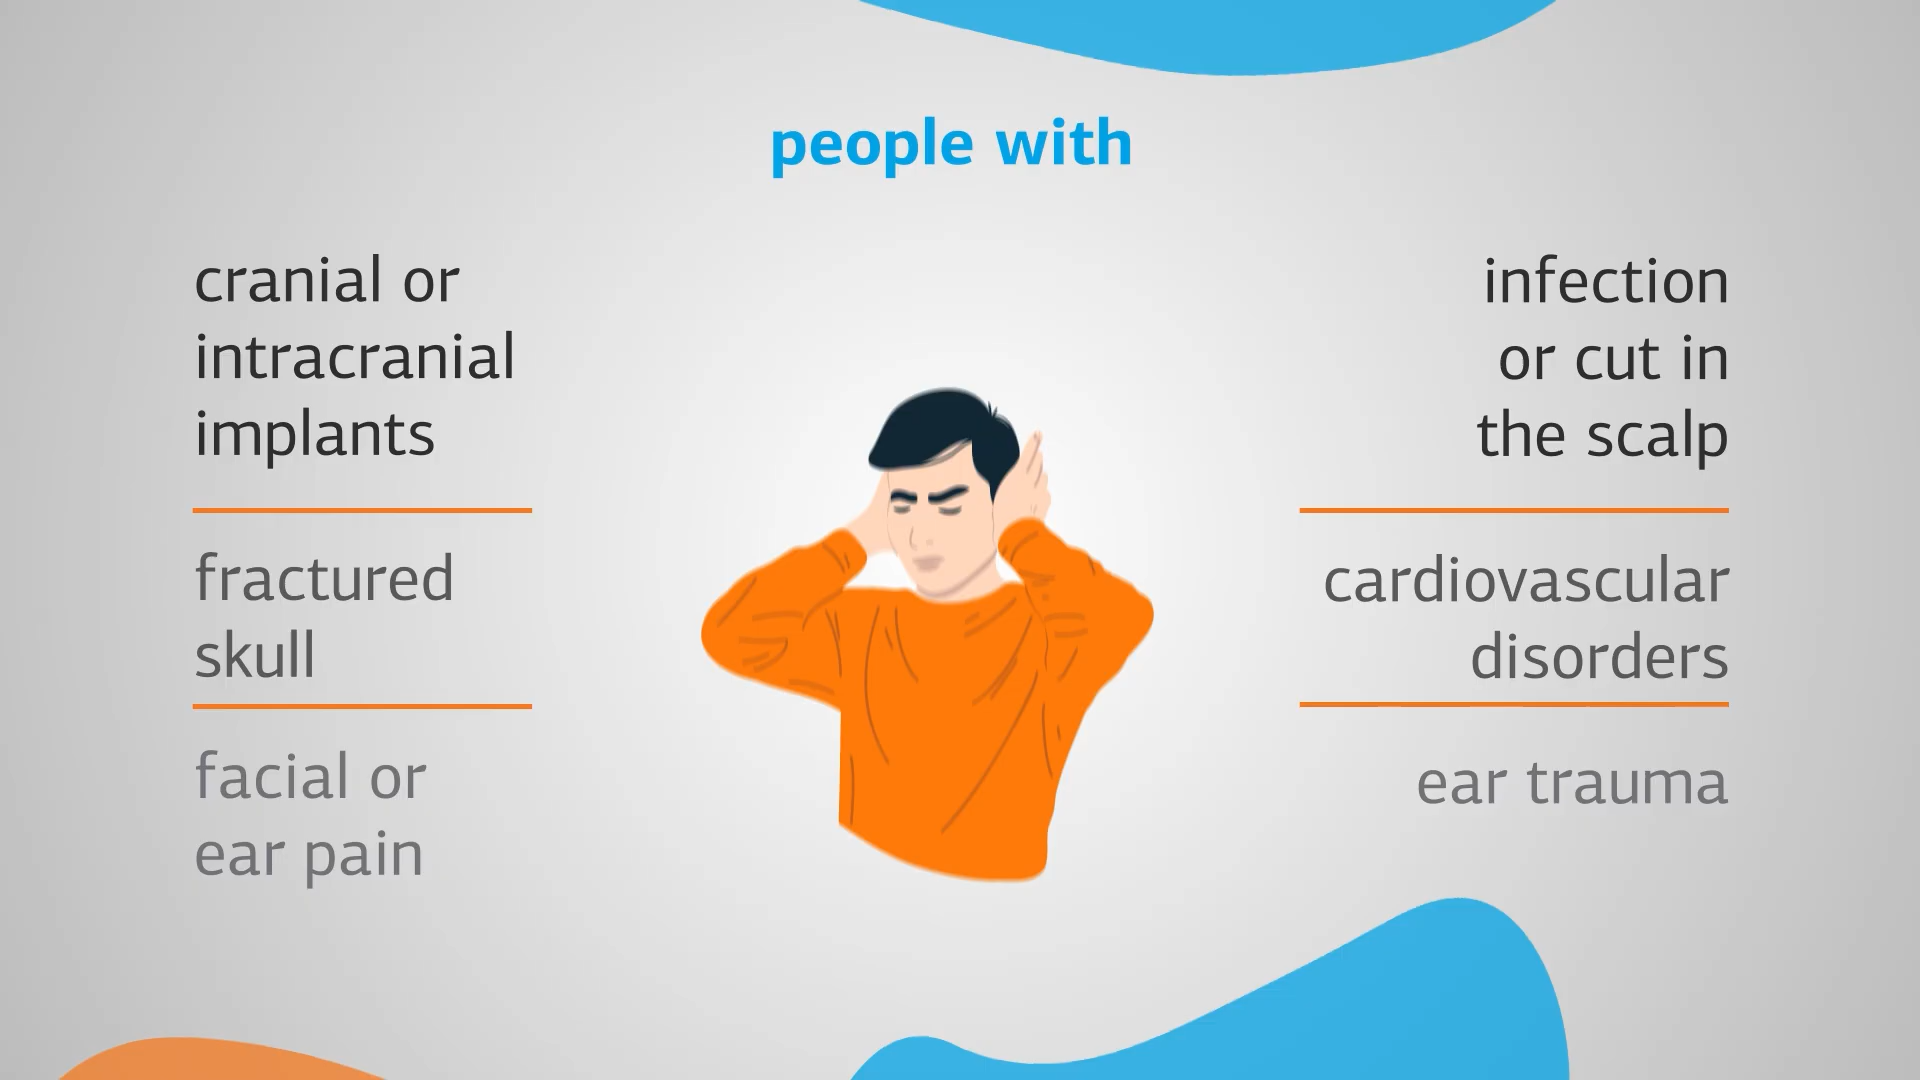 people with
cranial or
intracranial
implants
fractured
skull
facial or
ear pain
infection
or cut in
the scalp
cardiovascular
disorders
ear trauma